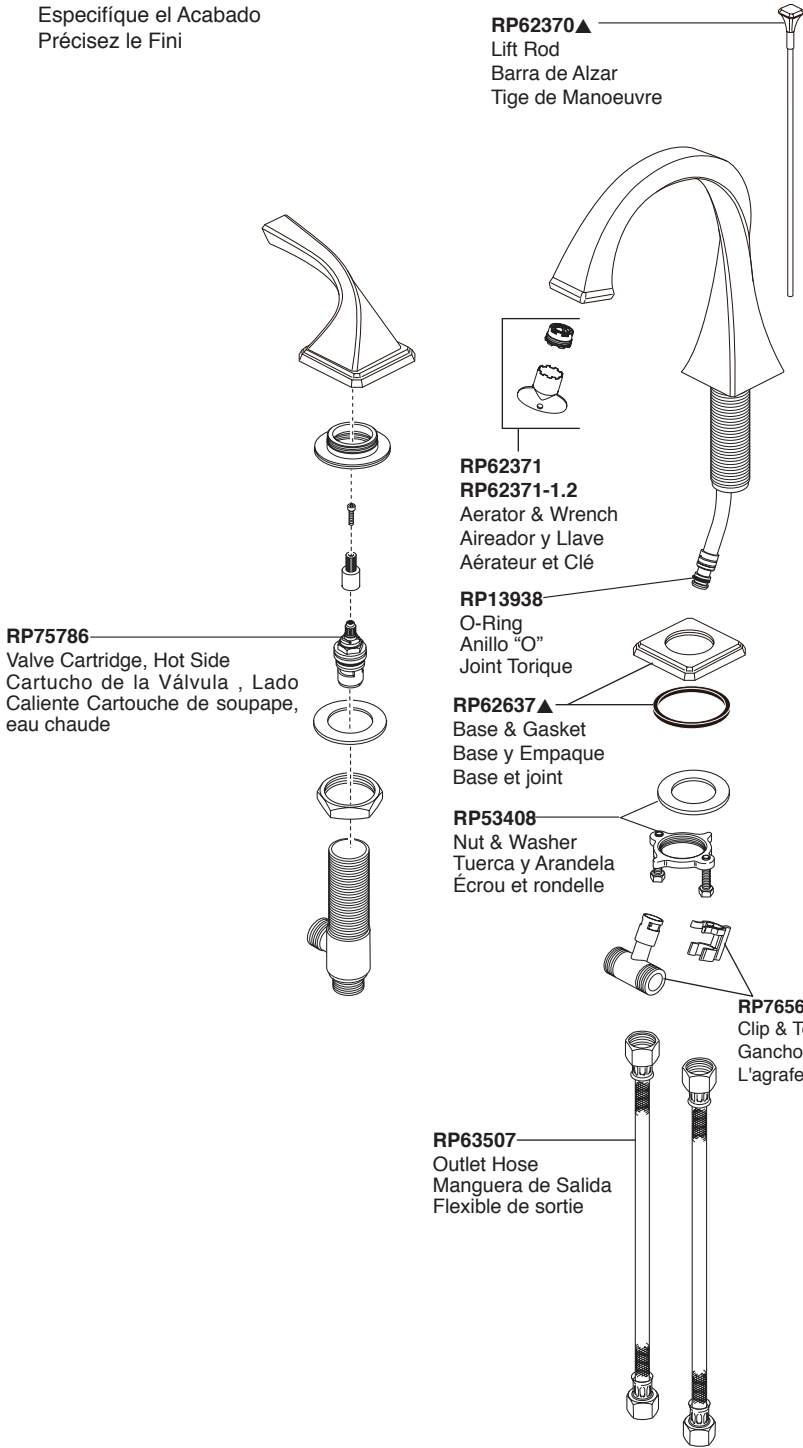 Especifíque el Acabado
Précisez le Fini
RP62370▲
Lift Rod
Barra de Alzar
Tige de Manoeuvre
RP62371
RP62371-1.2
Aerator & Wrench
Aireador y Llave
Aérateur et Clé
RP13938
O-Ring
Anillo “O”
Joint Torique
RP75786
Valve Cartridge, Hot Side
Cartucho de la Válvula , Lado
Caliente Cartouche de soupape,
eau chaude
RP62637▲
Base & Gasket
Base y Empaque
Base et joint
RP53408
Nut & Washer
Tuerca y Arandela
Écrou et rondelle
RP7656
Clip & T
Gancho
L'agrafe
RP63507
Outlet Hose
Manguera de Salida
Flexible de sortie